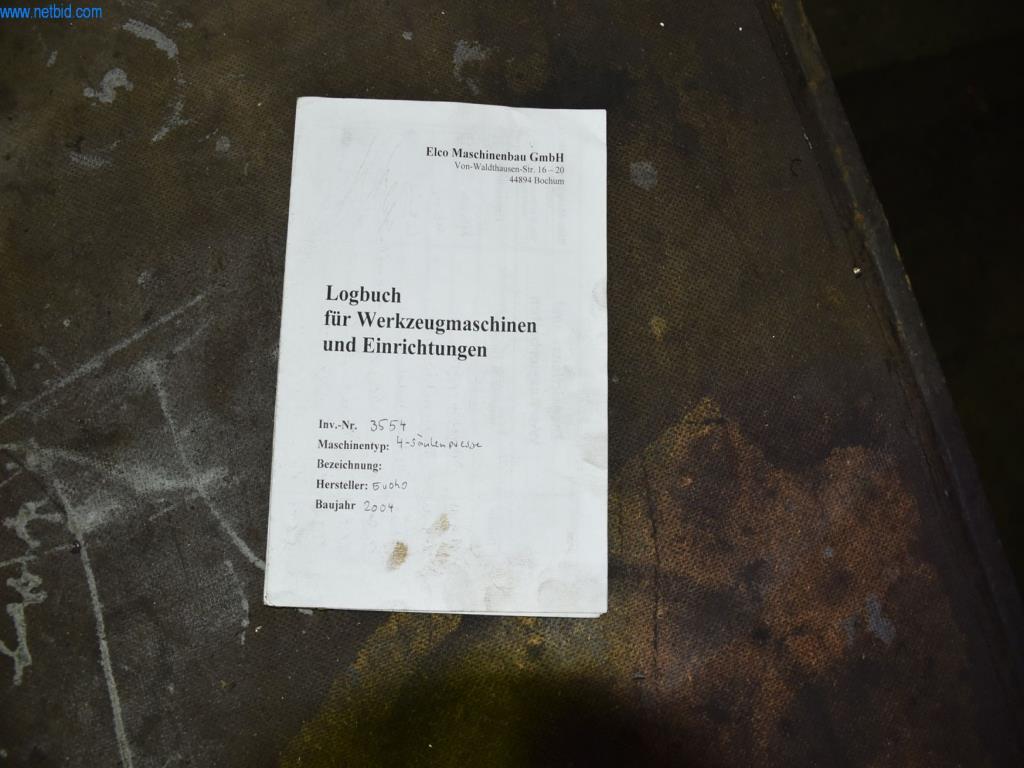 www.netbid.com
Elco Maschinenbau GmbH
Von-Waldthausen-Str. 16 – 20
44894 Bochum
Logbuch
für Werkzeugmaschinen
und Einrichtungen
Inv.-Nr. 3554
Maschinentyp: 4-Säulenpresse
Bezeichnung:
Hersteller:
Baujahr 2004